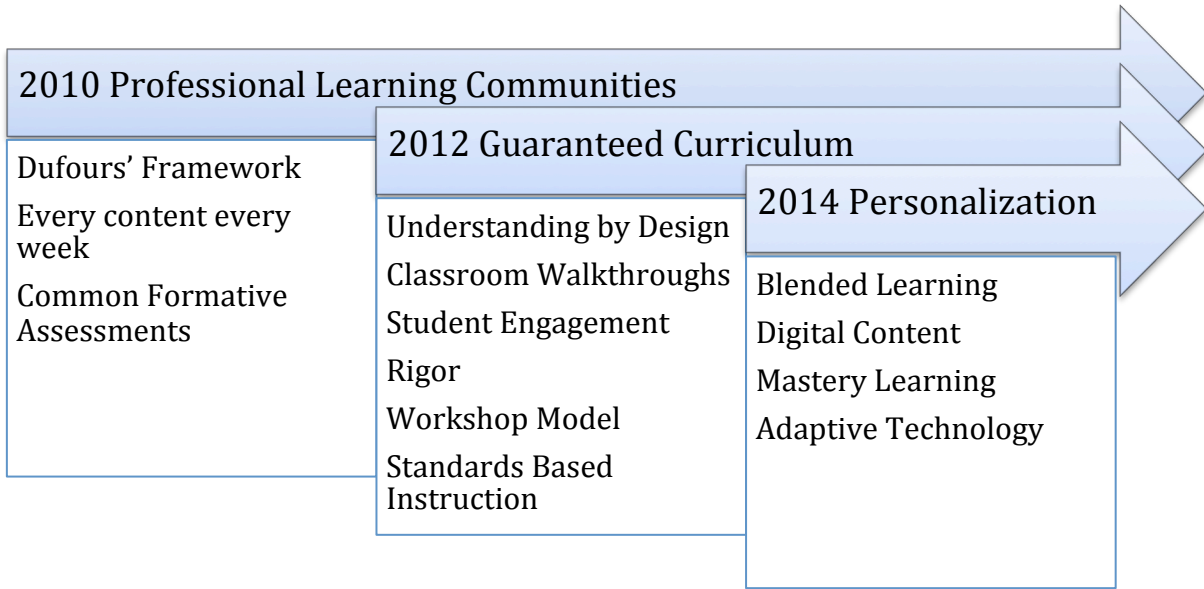 2010 Professional Learning Communities
Dufours’ Framework
Every content every
week
Common Formative
Assessments
2012 Guaranteed Curriculum
Understanding by Design
Classroom Walkthroughs
Student Engagement
Rigor
Workshop Model
Standards Based
Instruction
2014 Personalization
Blended Learning
Digital Content
Mastery Learning
Adaptive Technology